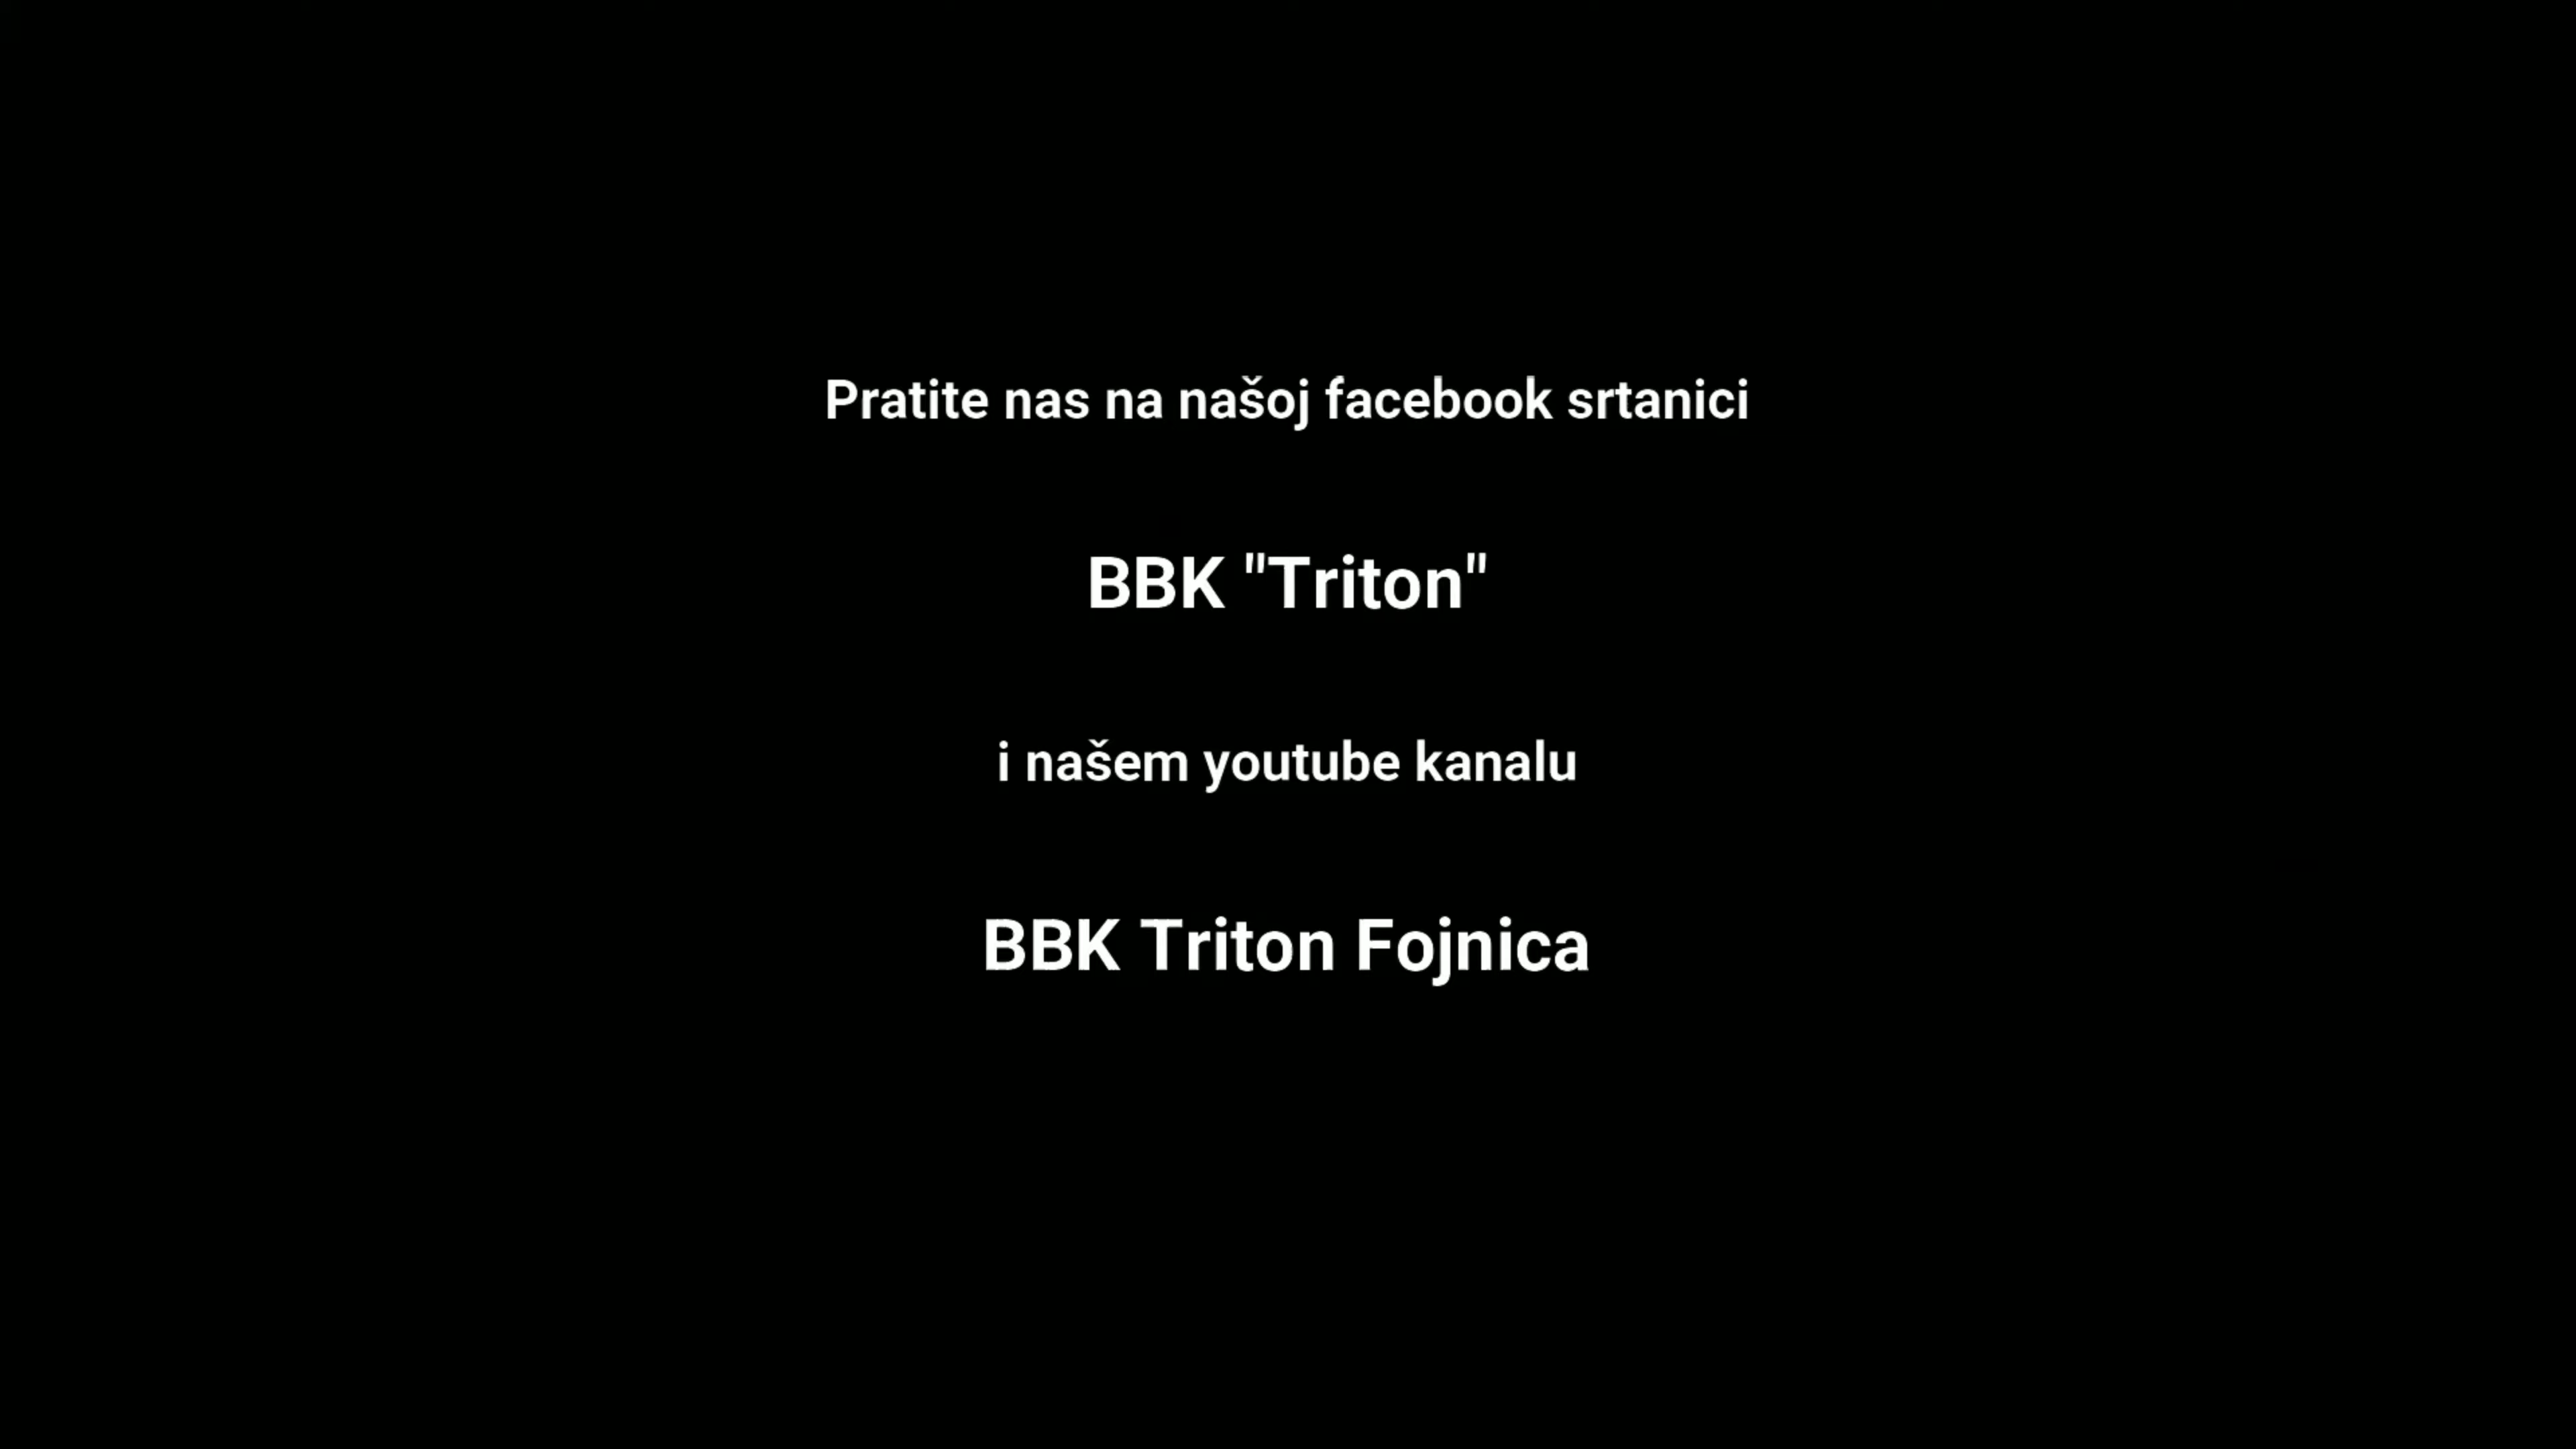 Pratite nas na našoj facebook srtanici
BBK "Triton"
i našem youtube kanalu
BBK Triton Fojnica